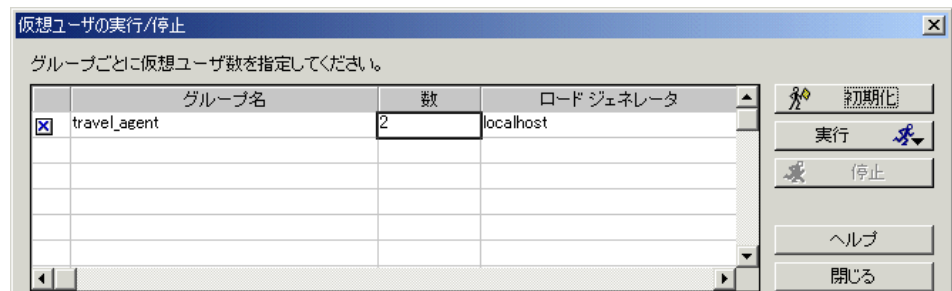 仮想ユーザの実行/停止
グループごとに仮想ユーザ数を指定してください。
グループ名 数 ロード ジェネレータ
travel_agent 2 localhost
初期化
実行
停止
ヘルプ
閉じる